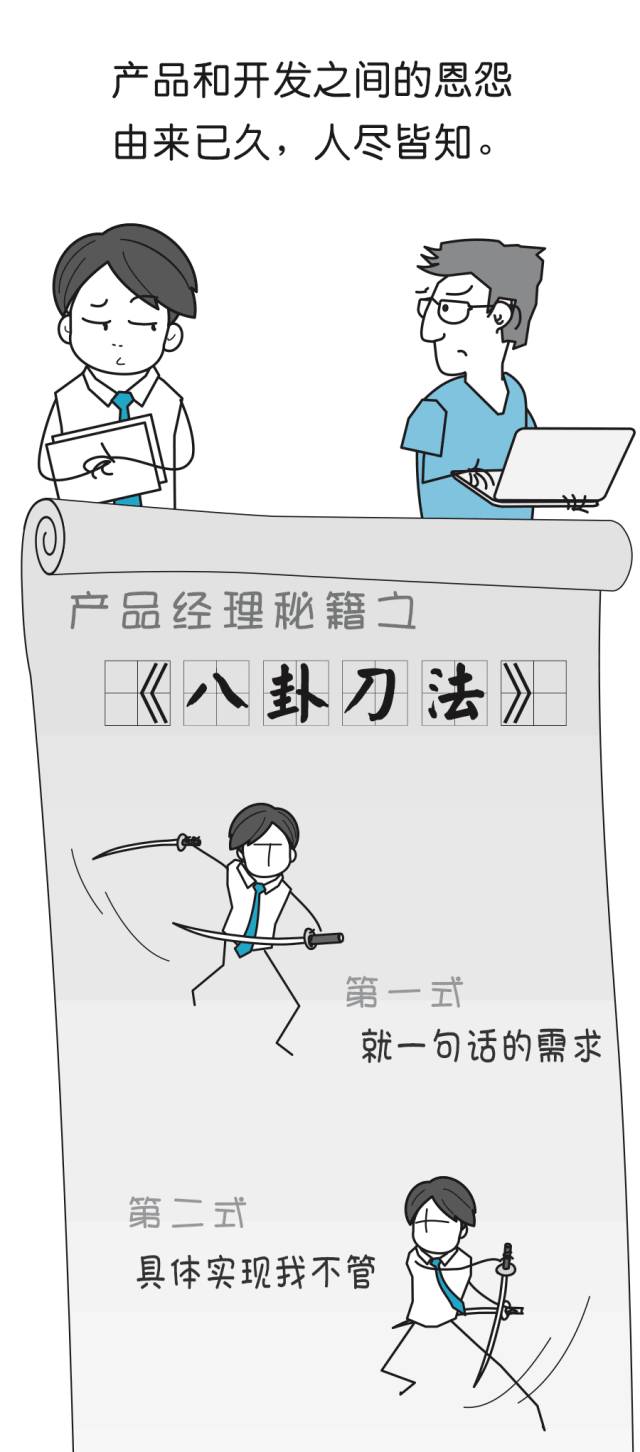 产品和开发之间的恩怨
由来已久，人尽皆知。
产品经理秘籍之
《八卦刀法》
第一式
就一句话的需求
第二式
具体实现我不管